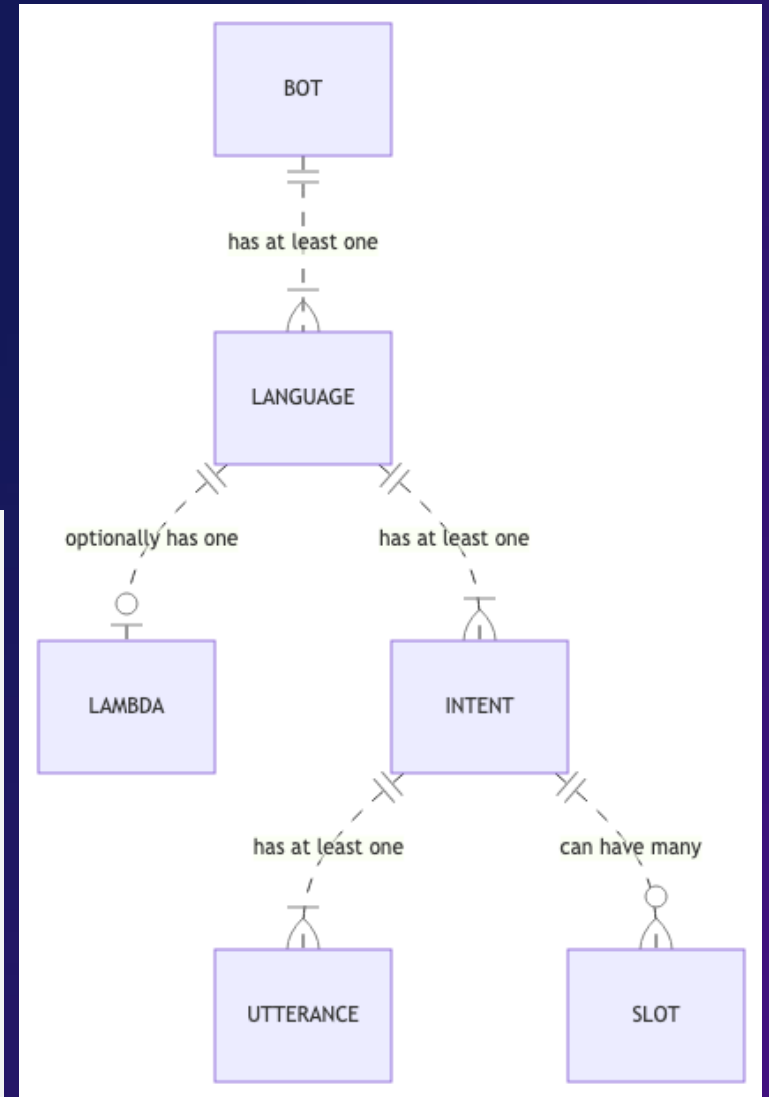 BOT
has at least one
LANGUAGE
optionally has one
has at least one
LAMBDA
INTENT
has at least one
can have many
UTTERANCE
SLOT